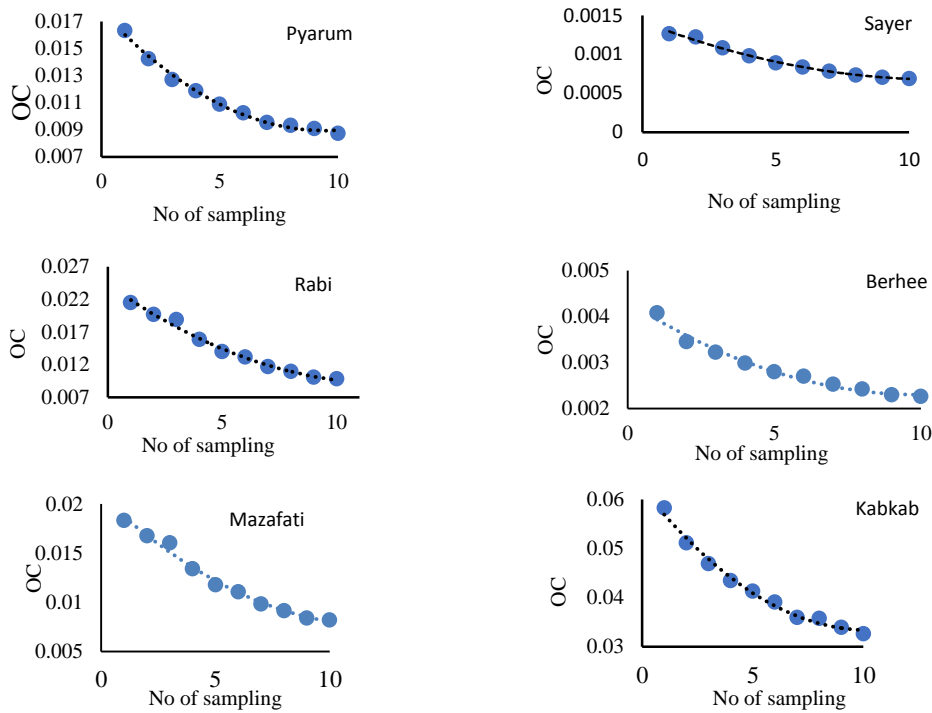 Pyarum
0.017
0.015
0.013
0.011
0.009
0.007
OC
0
5
10
No of sampling
Sayer
0.0015
0.001
0.0005
0
OC
0
5
10
No of sampling
Rabi
0.027
0.022
0.017
0.012
0.007
OC
0
5
10
No of sampling
Berhee
0.005
0.004
0.003
0.002
OC
0
5
10
No of sampling
Mazafati
0.02
0.015
0.01
0.005
OC
0
5
10
No of sampling
Kabkab
0.06
0.05
0.04
0.03
OC
0
5
10
No of sampling